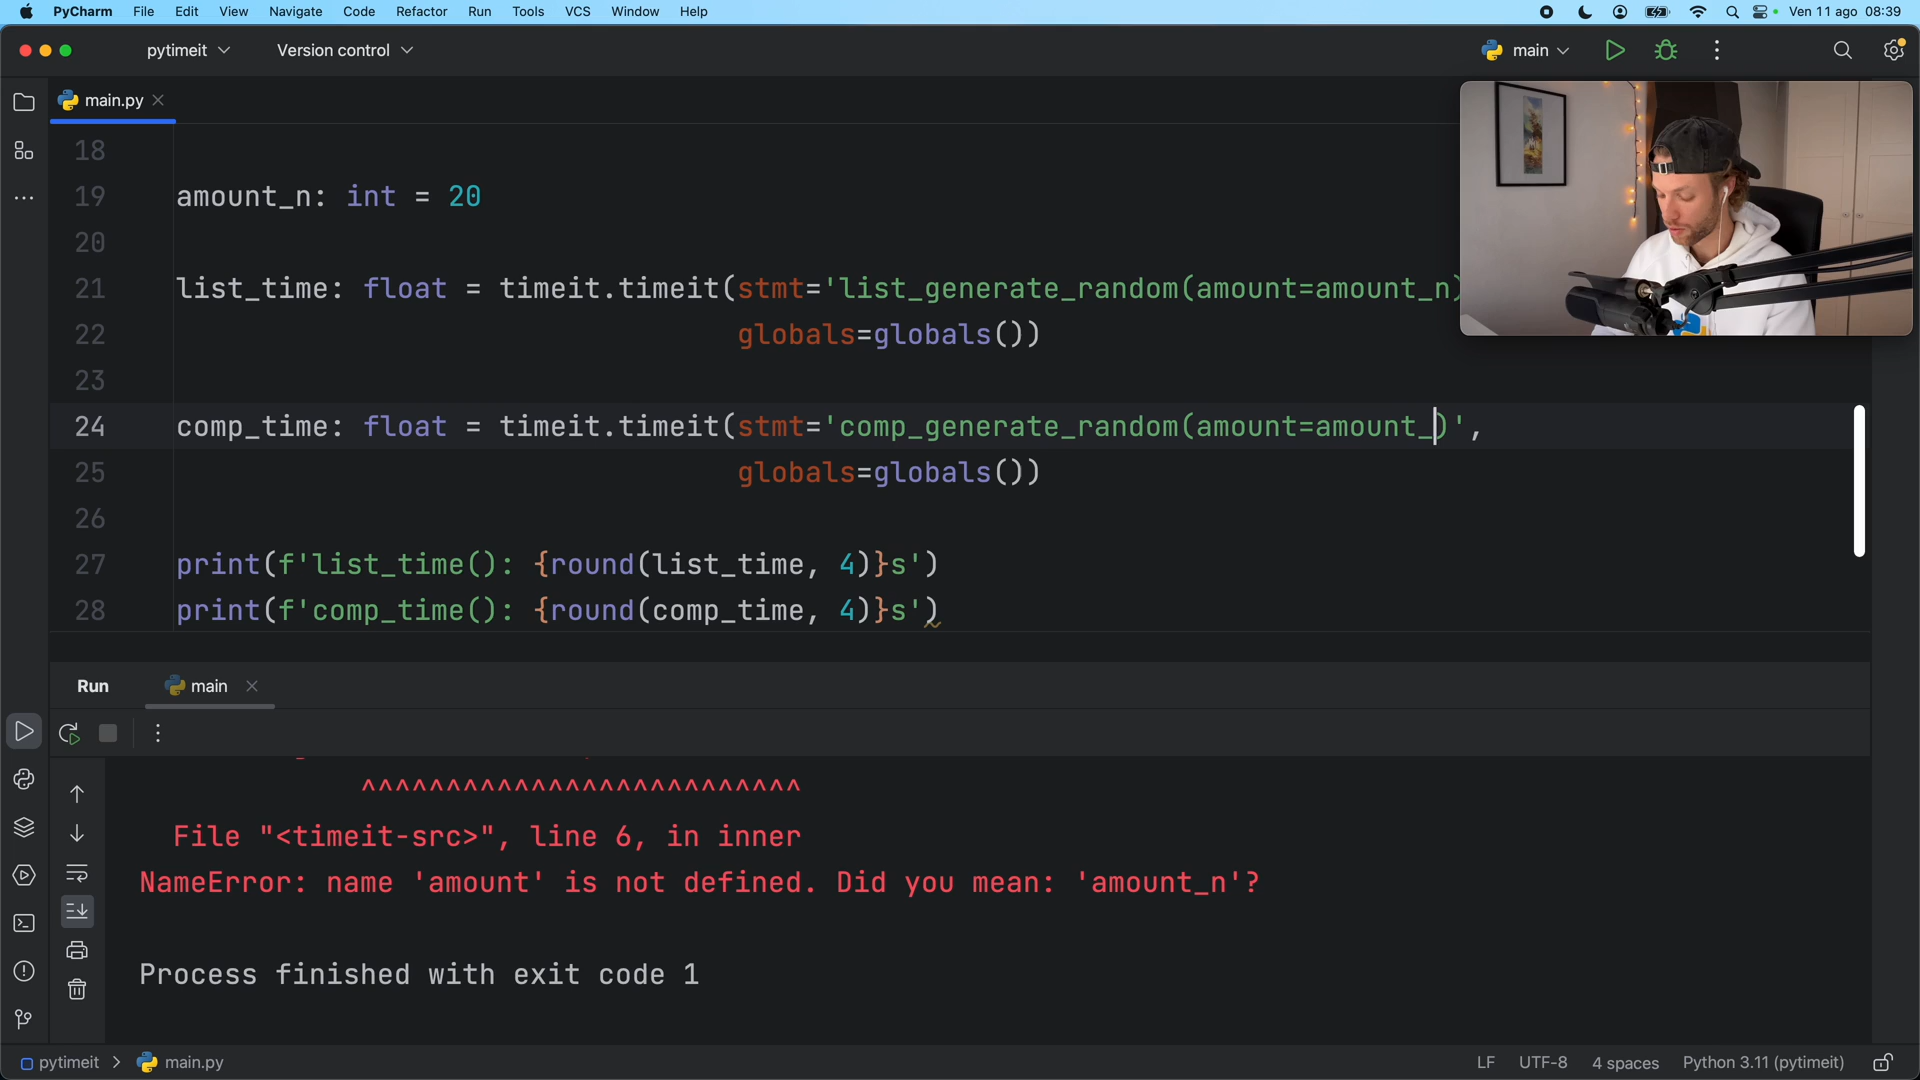 PyCharm File Edit View Navigate Code Refactor Run Tools VCS Window Help Ven 11 ago 08:39
pytimeit Version control main
main.py
18
19 amount_n: int = 20
20
21 list_time: float = timeit.timeit(stmt='list_generate_random(amount=amount_n)
22 globals=globals())
23
24 comp_time: float = timeit.timeit(stmt='comp_generate_random(amount=amount_)',
25 globals=globals())
26
27 print(f'list_time(): {round(list_time, 4)}s')
28 print(f'comp_time(): {round(comp_time, 4)}s')
Run main
^^^^^^^^^^^^^^^^^^^^^^^^^^
File "<timeit-src>", line 6, in inner
NameError: name 'amount' is not defined. Did you mean: 'amount_n'?
Process finished with exit code 1
pytimeit > main.py LF UTF-8 4 spaces Python 3.11 (pytimeit)